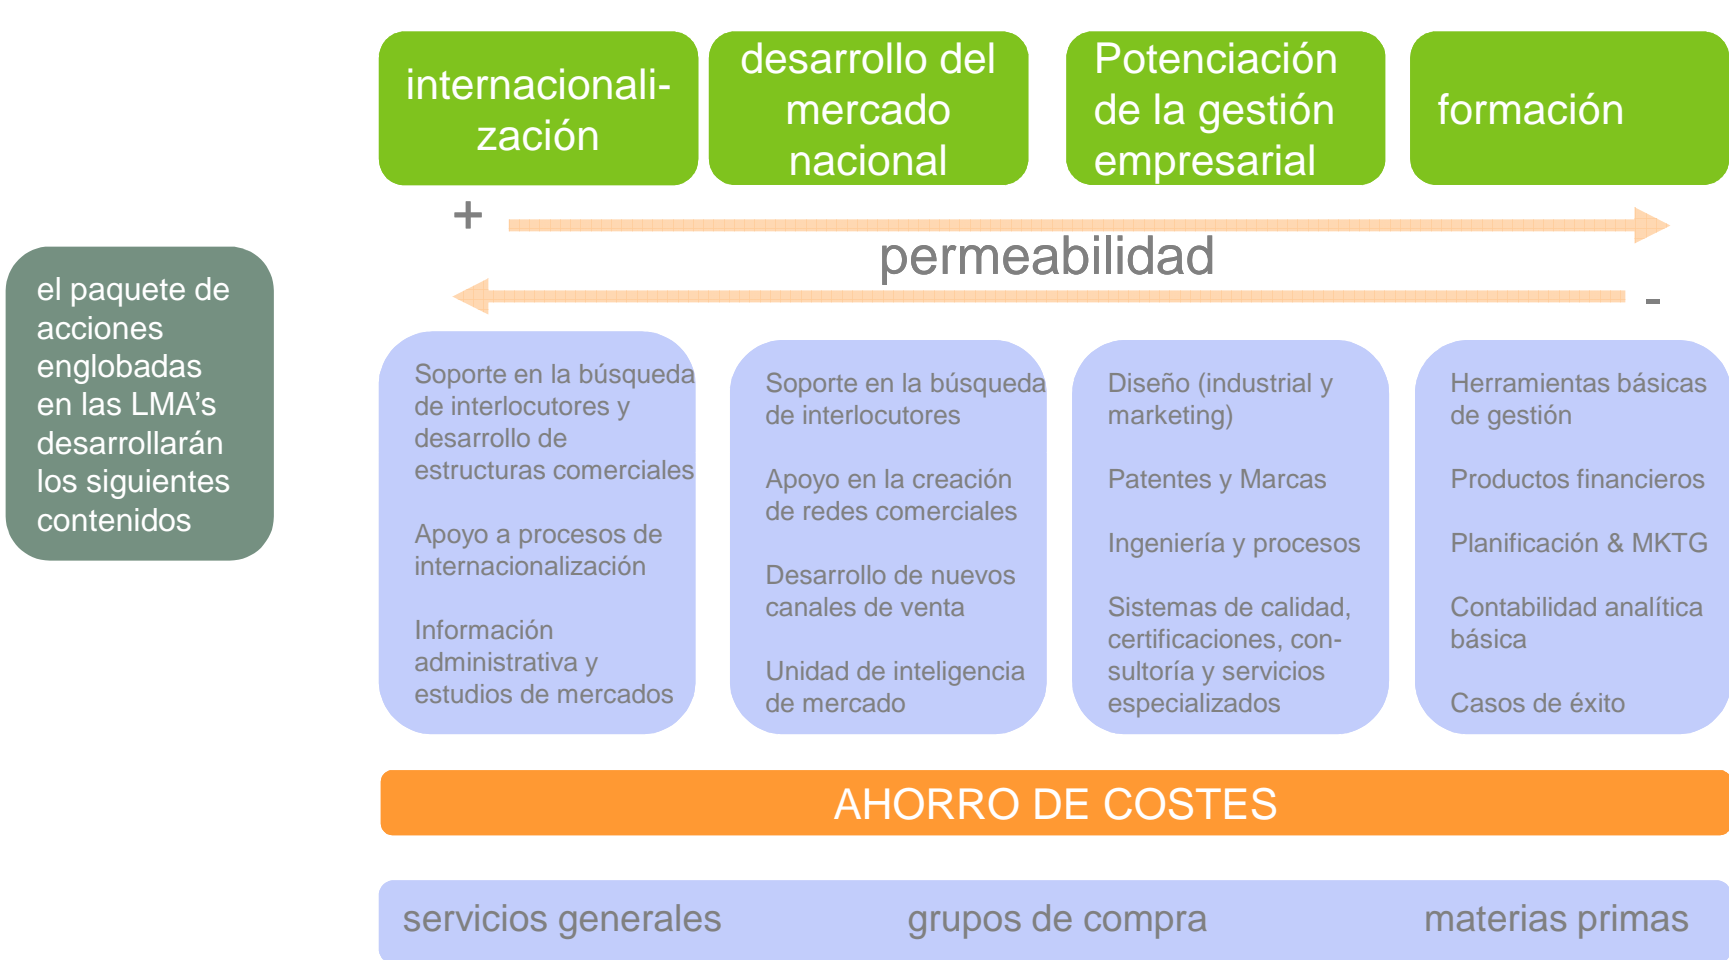 internacionali-
zación
desarrollo del
mercado
nacional
Potenciación
de la gestión
empresarial
formación
+
permeabilidad
-
el paquete de
acciones
englobadas
en las LMA’s
desarrollarán
los siguientes
contenidos
Soporte en la búsqueda
de interlocutores y
desarrollo de
estructuras comerciales
Apoyo a procesos de
internacionalización
Información
administrativa y
estudios de mercados
Soporte en la búsqueda
de interlocutores
Apoyo en la creación
de redes comerciales
Desarrollo de nuevos
canales de venta
Unidad de inteligencia
de mercado
Diseño (industrial y
marketing)
Patentes y Marcas
Ingeniería y procesos
Sistemas de calidad,
certificaciones, con-
sultoría y servicios
especializados
Herramientas básicas
de gestión
Productos financieros
Planificación & MKTG
Contabilidad analítica
básica
Casos de éxito
AHORRO DE COSTES
servicios generales
grupos de compra
materias primas